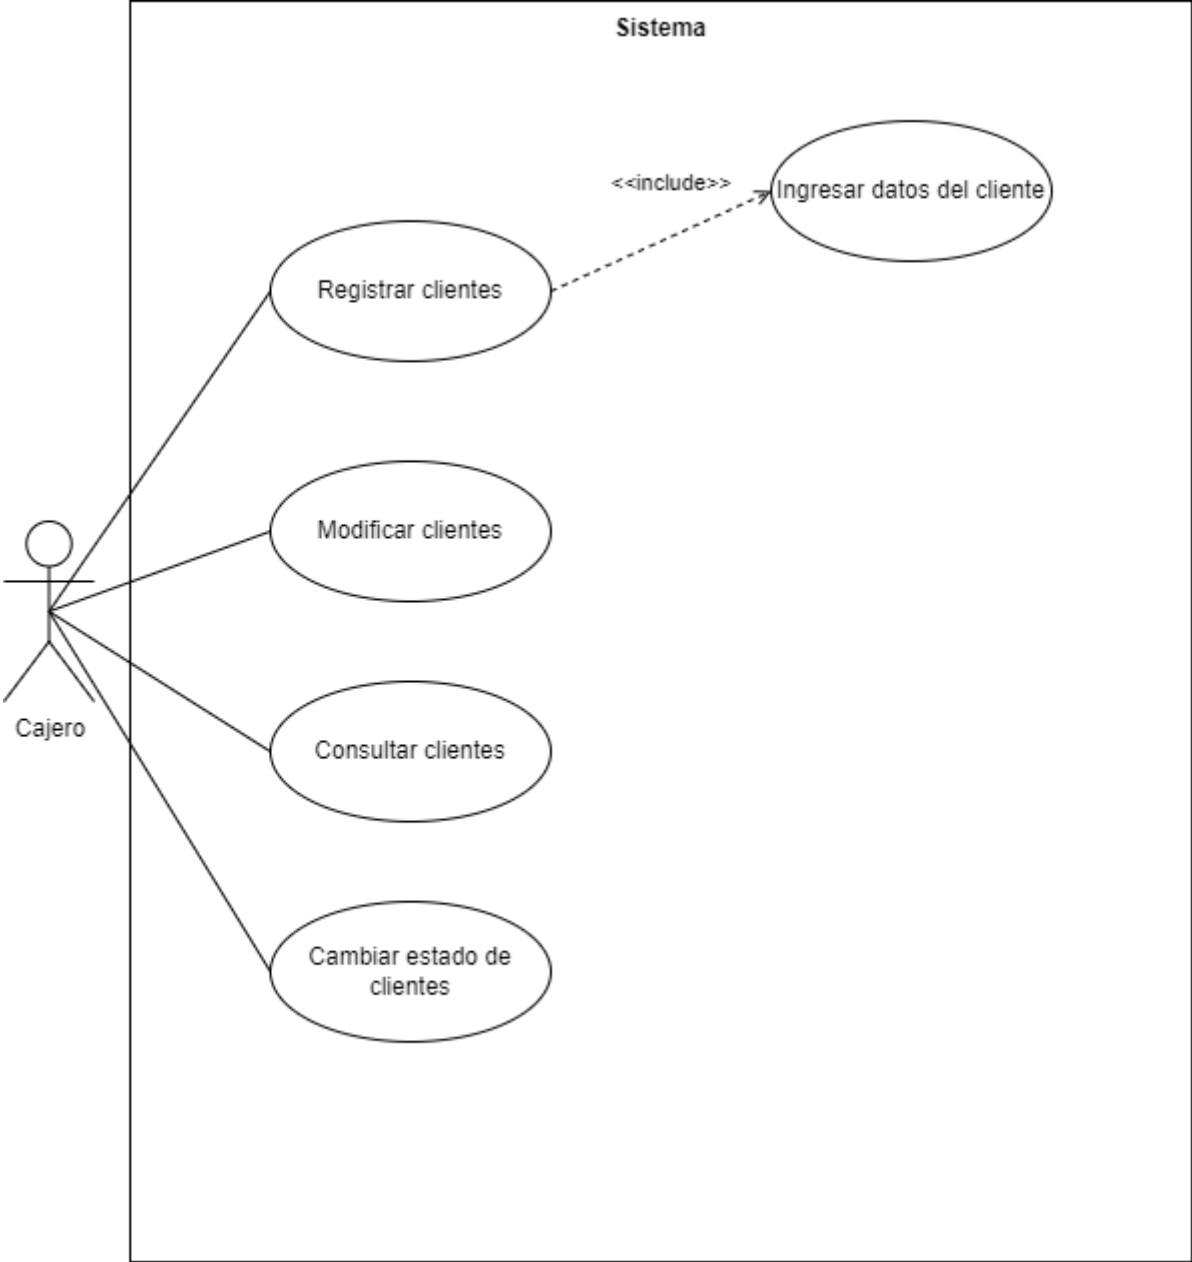 Sistema
<<include>>
Ingresar datos del cliente
Registrar clientes
Modificar clientes
Cajero
Consultar clientes
Cambiar estado de
clientes